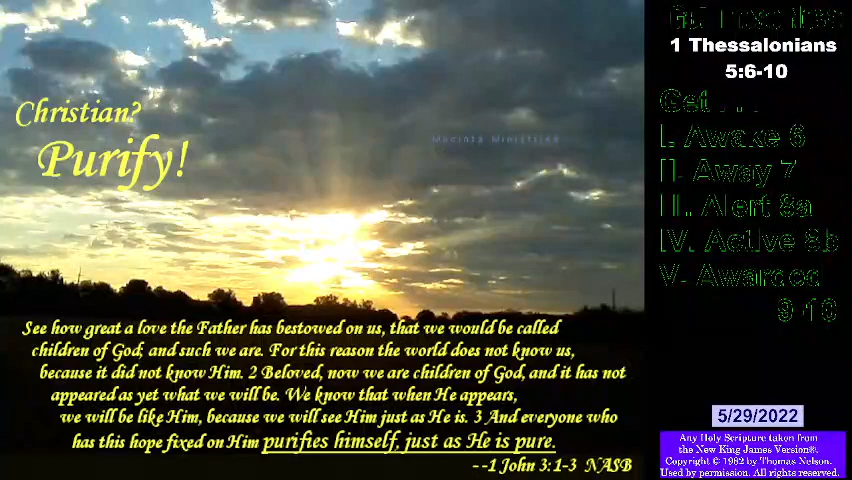 Christian?
Purify!
Mucinta Ministries
See how great a love the Father has bestowed on us, that we would be called
children of God; and such we are. For this reason the world does not know us,
because it did not know Him. 2 Beloved, now we are children of God, and it has not
appeared as yet what we will be. We know that when He appears,
we will be like Him, because we will see Him just as He is. 3 And everyone who
has this hope fixed on Him purifies himself, just as He is pure.
--1 John 3:1-3 NASB
1 Thessalonians
5:6-10
Get . . .
I. Awake 6
II. Away 7
III. Alert 8a
IV. Active 8b
V. Awarded
9-10
5/29/2022
Any Holy Scripture taken from
the New King James Version®.
Copyright © 1982 by Thomas Nelson.
Used by permission. All rights reserved.